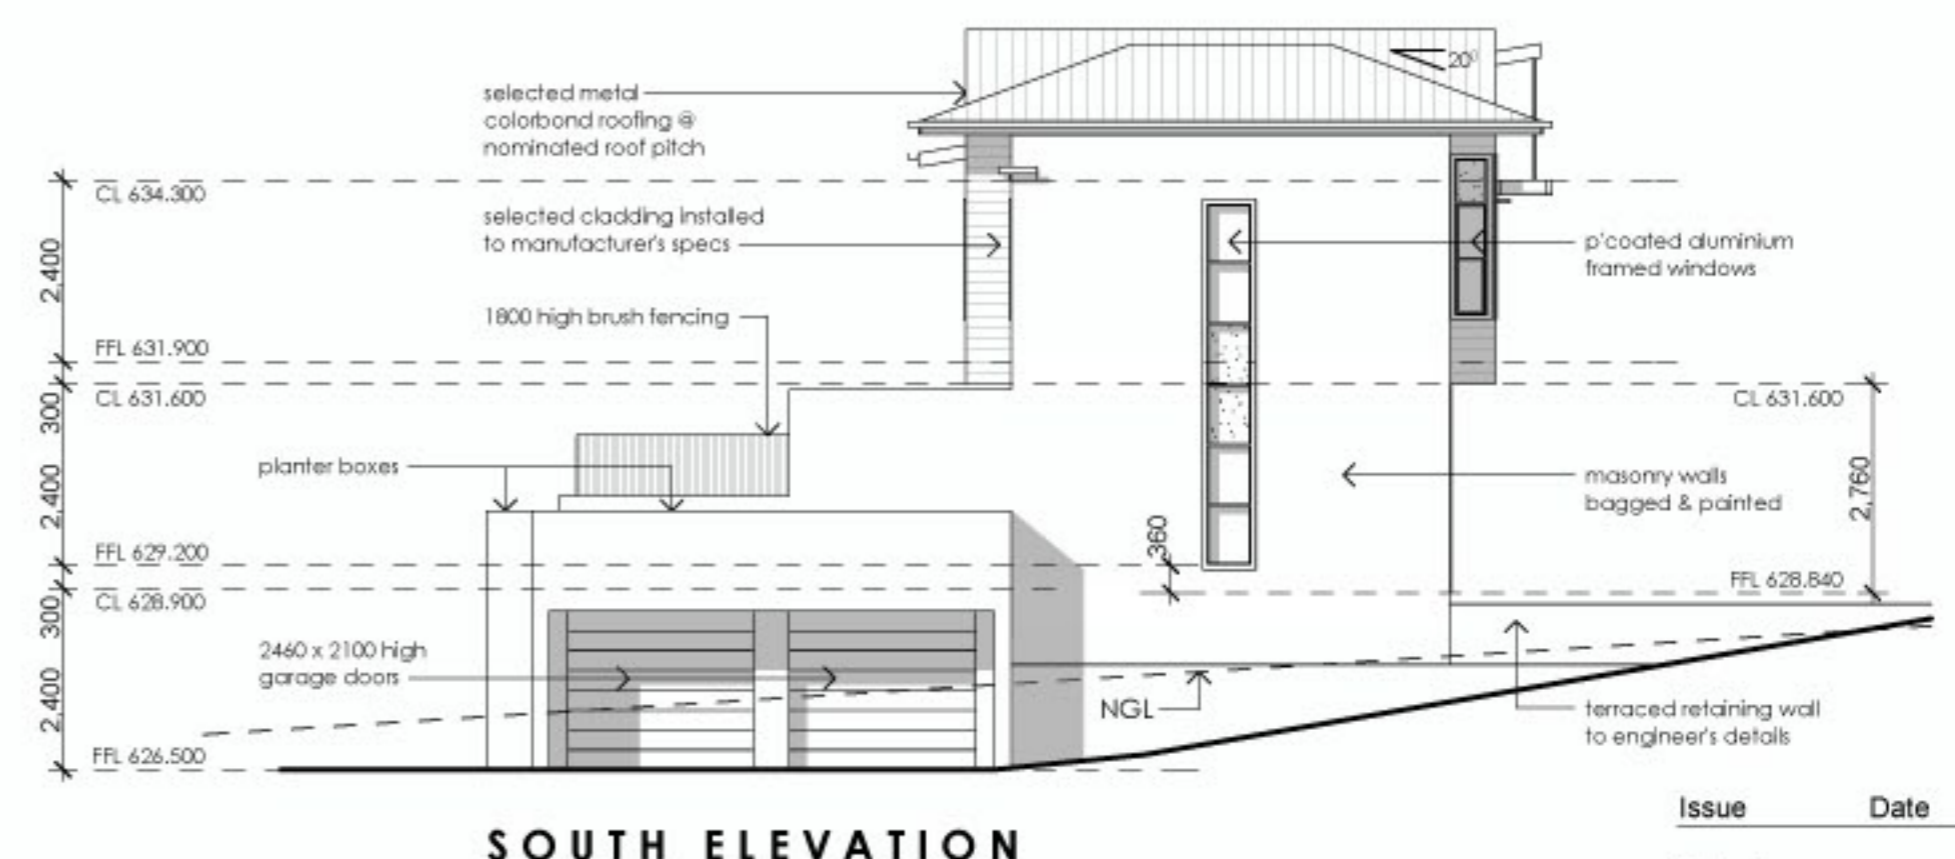 selected metal
colorbond roofing @
nominated roof pitch
20⁰
CL 634.300
selected cladding installed
to manufacturer's specs
p'coated aluminium
framed windows
2,400
1800 high brush fencing
FFL 631.900
CL 631.600
CL 631.600
300
planter boxes
masonry walls
bagged & painted
2,760
2,400
360
FFL 629.200
FFL 628.840
CL 628.900
300
2460 x 2100 high
garage doors
NGL
terraced retaining wall
to engineer's details
2,400
FFL 626.500
Issue Date
SOUTH ELEVATION